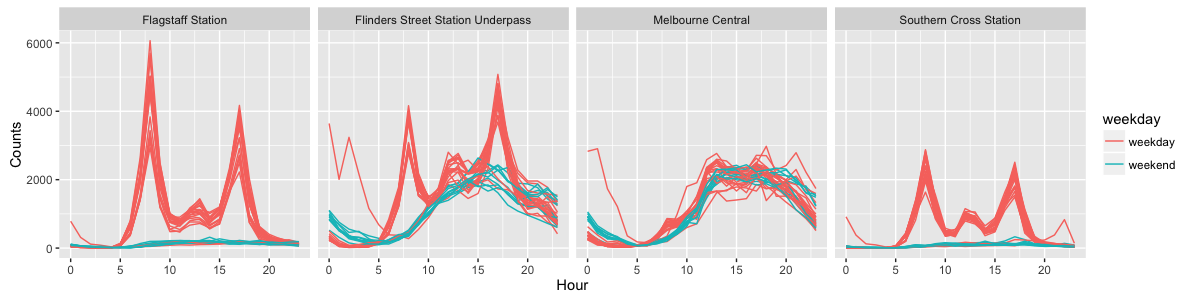 Flagstaff Station Flinders Street Station Underpass Melbourne Central Southern Cross Station
6000
4000
2000
0
Counts
0 5 10 15 20 0 5 10 15 20 0 5 10 15 20 0 5 10 15 20
Hour
weekday
weekday
weekend